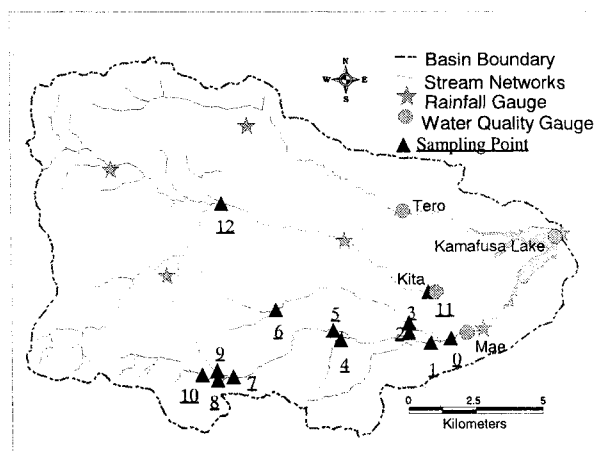 N
W E
S
Basin Boundary
Stream Networks
Rainfall Gauge
Water Quality Gauge
Sampling Point
Tero
12
Kamafusa Lake
Kita
11
5
3
6
2
Mae
4
1
0
9
10
8
7
0 2.5 5
Kilometers